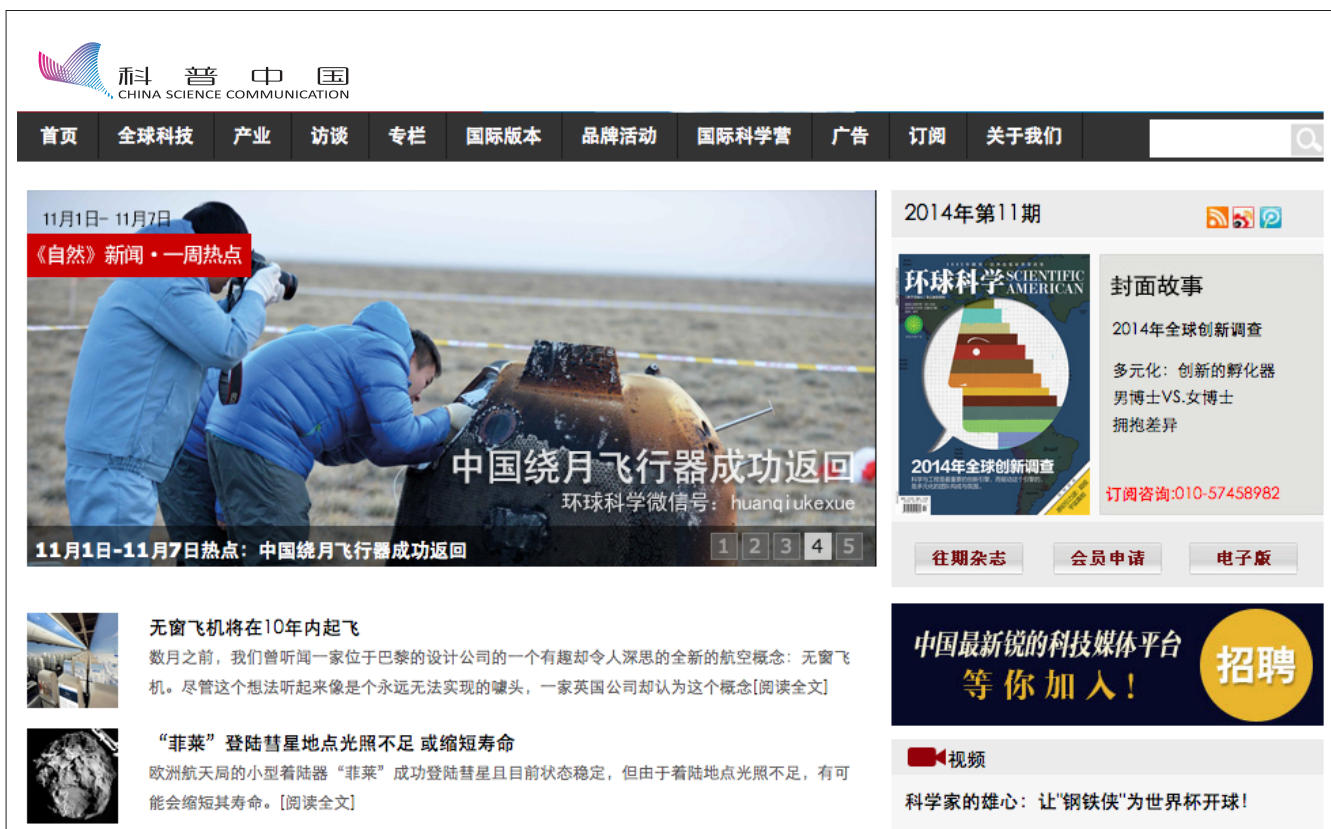 科普中国
CHINA SCIENCE COMMUNICATION
首页 全球科技 产业 访谈 专栏 国际版本 品牌活动 国际科学营 广告 订阅 关于我们
11月1日- 11月7日
《自然》新闻·一周热点
中国绕月飞行器成功返回
环球科学微信号：huanqiukexue
11月1日-11月7日热点：中国绕月飞行器成功返回
1 2 3 4 5
无窗飞机将在10年内起飞
数月之前，我们曾听闻一家位于巴黎的设计公司的一个有趣却令人深思的全新的航空概念：无窗飞
机。尽管这个想法听起来像是个永远无法实现的噱头，一家英国公司却认为这个概念[阅读全文]
“菲莱”登陆彗星地点光照不足 或缩短寿命
欧洲航天局的小型着陆器“菲莱”成功登陆彗星且目前状态稳定，但由于着陆地点光照不足，有可
能会缩短其寿命。[阅读全文]
2014年第11期
环球科学 SCIENTIFIC
AMERICAN
2014年全球创新调查
封面故事
2014年全球创新调查
多元化：创新的孵化器
男博士VS.女博士
拥抱差异
订阅咨询:010-57458982
往期杂志 会员申请 电子版
中国最新锐的科技媒体平台
等你加入！
招聘
视频
科学家的雄心：让"钢铁侠"为世界杯开球！